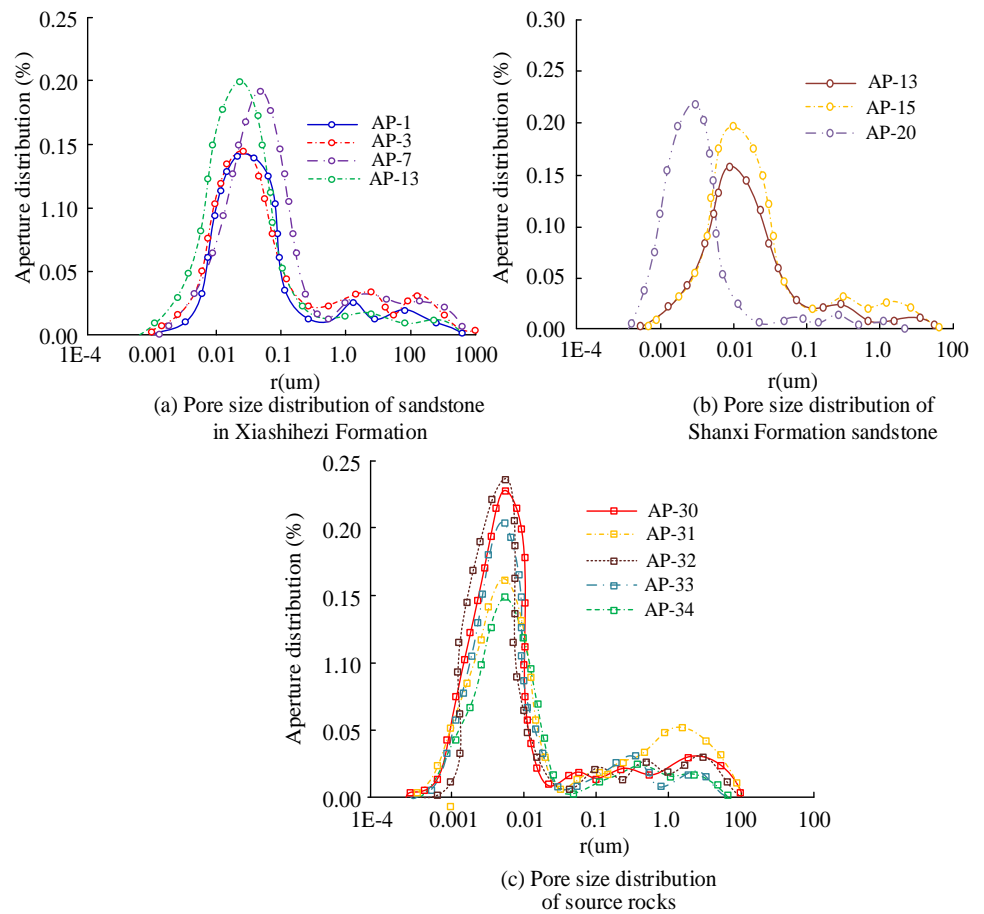 0.25
0.20
0.15
1.10
0.05
0.00
Aperture distribution (%)
AP-1
AP-3
AP-7
AP-13
1E-4
0.001
0.01
0.1
1.0
100
1000
r(um)
(a) Pore size distribution of sandstone
in Xiashihezi Formation
0.30
0.20
0.15
0.10
0.05
0.00
Aperture distribution (%)
AP-13
AP-15
AP-20
1E-4
0.001
0.01
0.1
1.0
100
r(um)
(b) Pore size distribution of
Shanxi Formation sandstone
0.25
0.20
0.15
1.10
0.05
0.00
Aperture distribution (%)
AP-30
AP-31
AP-32
AP-33
AP-34
1E-4
0.001
0.01
0.1
1.0
100
100
r(um)
(c) Pore size distribution
of source rocks